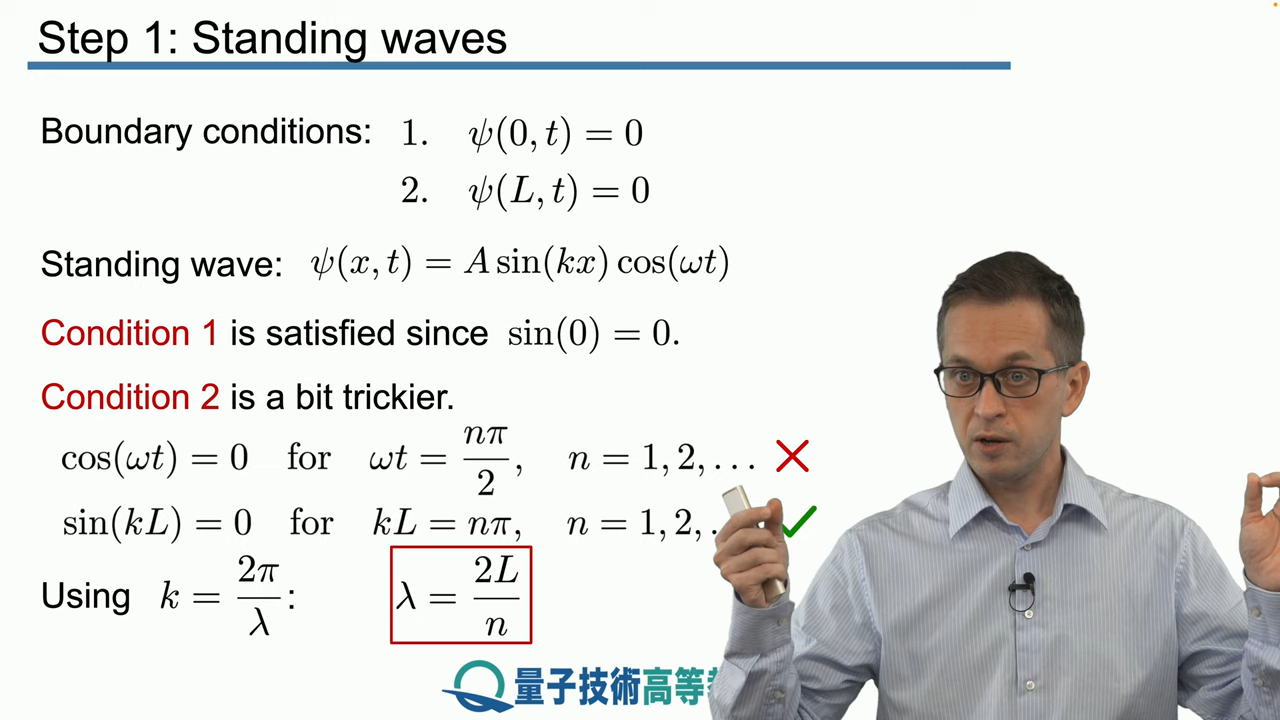 Step 1: Standing waves
Boundary conditions: 1. ψ(0, t) = 0
2. ψ(L, t) = 0
Standing wave: ψ(x, t) = A sin(kx) cos(ωt)
Condition 1 is satisfied since sin(0) = 0.
Condition 2 is a bit trickier.
cos(ωt) = 0 for ωt = nπ/2, n = 1, 2, . . . ✗
sin(kL) = 0 for kL = nπ, n = 1, 2, . ✓
Using k = 2π/λ: λ = 2L/n
量子技術高等